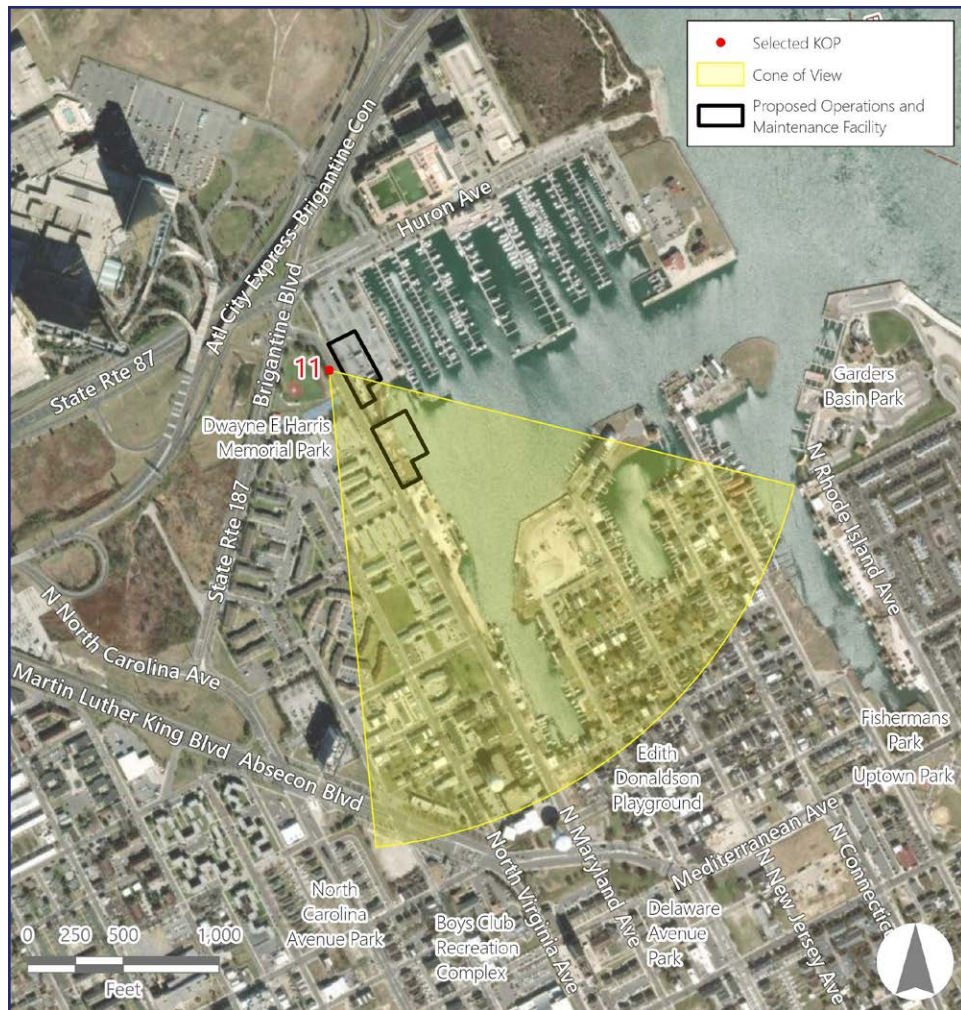 Selected KOP
Cone of View
Proposed Operations and
Maintenance Facility
Atl City Express-Brigantine Con
Huron Ave
Brigantine Blvd
State Rte 87
11
Dwayne E Harris
Memorial Park
Garders
Basin Park
N Rhode Island Ave
State Rte 187
N North Carolina Ave
Martin Luther King Blvd
Absecon Blvd
Fishermans
Park
Uptown Park
Edith
Donaldson
Playground
Mediterranean Ave
N Maryland Ave
North Virginia Ave
N New Jersey Ave
N Connectic
North
Carolina
Avenue Park
Boys Club
Recreation
Complex
Delaware
Avenue
Park
0 250 500 1,000
Feet